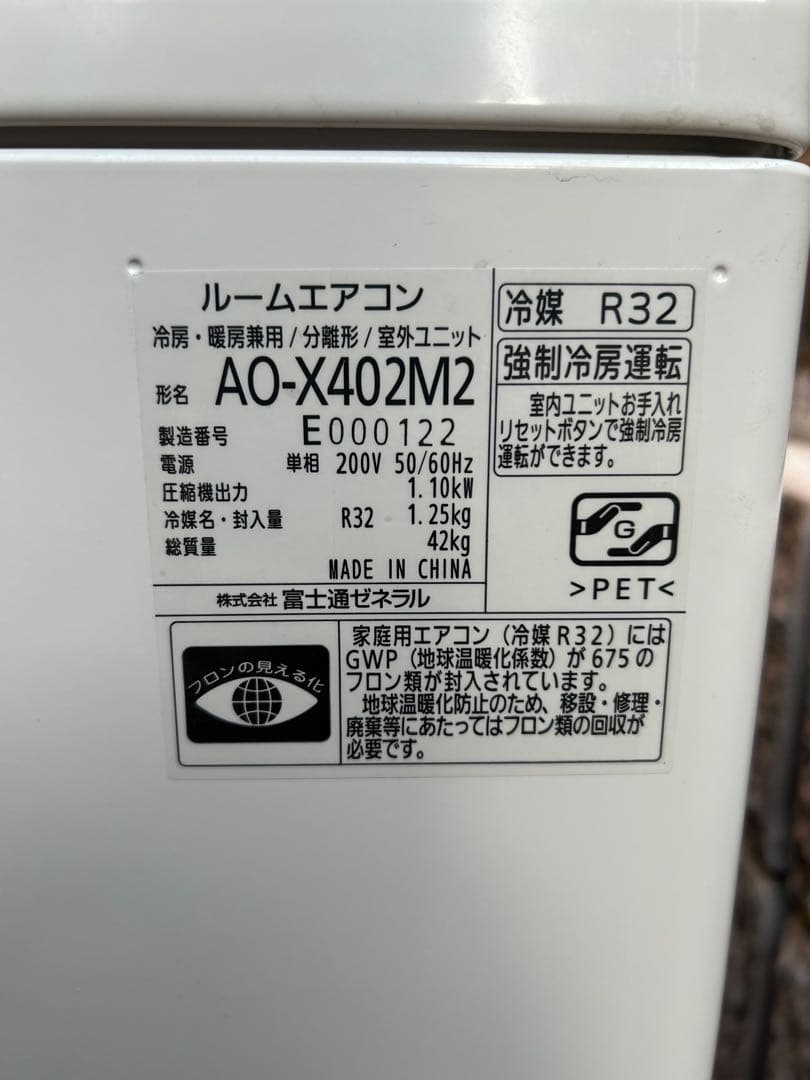 ルームエアコン
冷房・暖房兼用/分離形/室外ユニット
形名 AO-X402M2
製造番号 E000122
電源 単相 200V 50/60Hz
圧縮機出力 1.10kW
冷媒名・封入量 R32 1.25kg
総質量 42kg
MADE IN CHINA
株式会社 富士通ゼネラル
冷媒 R32
強制冷房運転
室内ユニットお手入れ
リセットボタンで強制冷房
運転ができます。
G
>PET<
フロンの見える化
家庭用エアコン(冷媒R32)には
GWP(地球温暖化係数)が675の
フロン類が封入されています。
地球温暖化防止のため、移設・修理・
廃棄等にあたってはフロン類の回収が
必要です。